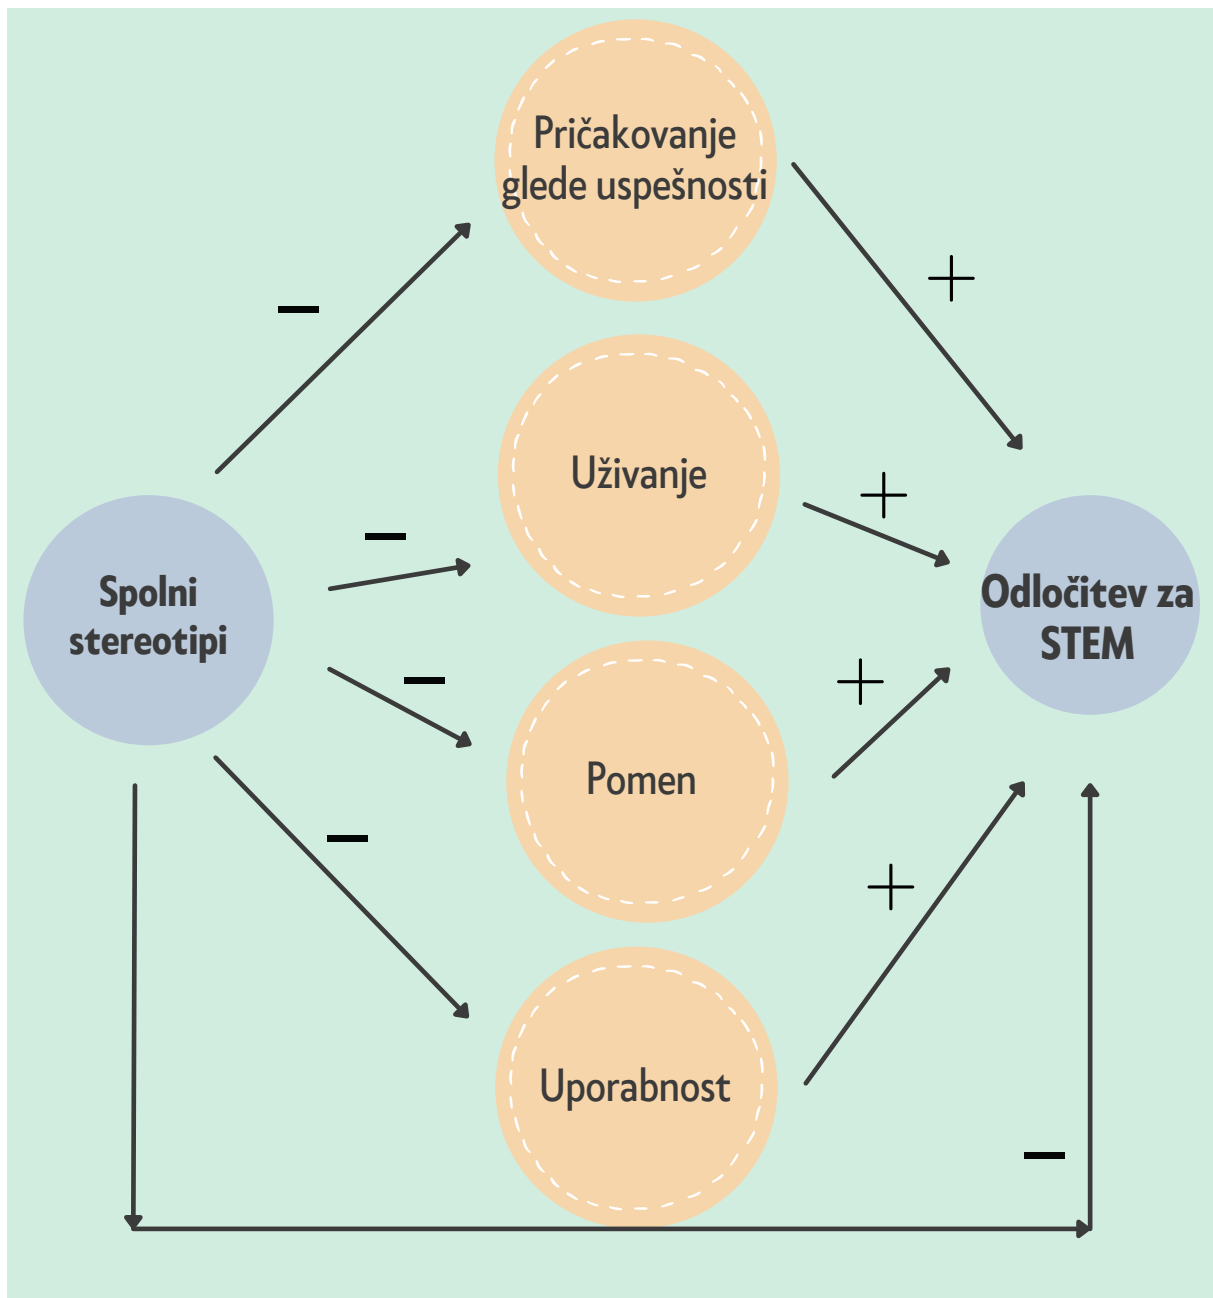 Pričakovanje
glede uspešnosti
+
−
Uživanje
+
−
Spolni
stereotipi
Odločitev za
STEM
−
+
Pomen
−
+
Uporabnost
−